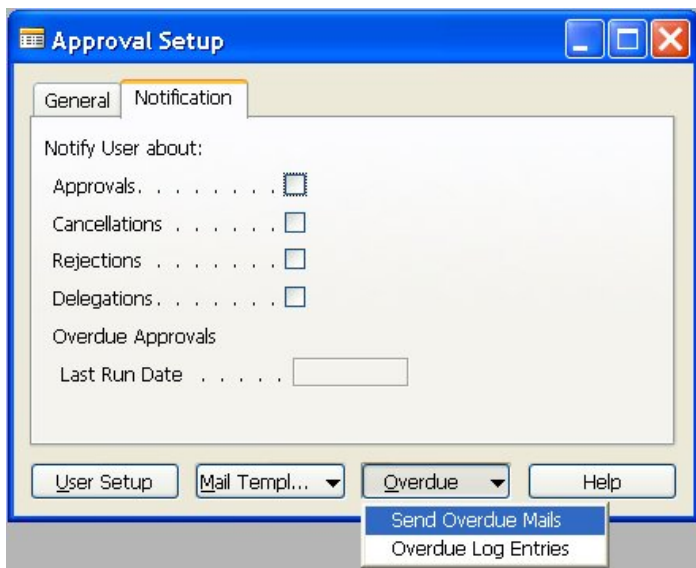 Approval Setup
General Notification
Notify User about:
Approvals. . . . . . . .
Cancellations . . . . . .
Rejections . . . . . . .
Delegations. . . . . . .
Overdue Approvals
Last Run Date . . . . .
User Setup Mail Templ... Overdue Help
Send Overdue Mails
Overdue Log Entries